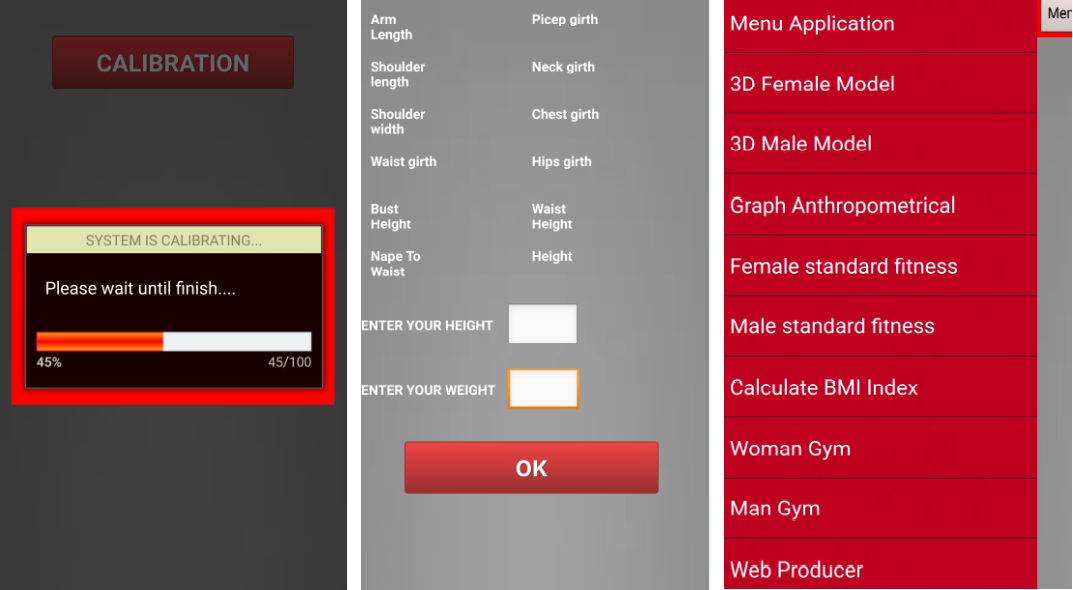 CALIBRATION
SYSTEM IS CALIBRATING...
Please wait until finish....
45%
45/100
Arm
Length
Picep girth
Shoulder
length
Neck girth
Shoulder
width
Chest girth
Waist girth
Hips girth
Bust
Height
Waist
Height
Nape To
Waist
Height
ENTER YOUR HEIGHT
ENTER YOUR WEIGHT
OK
Menu Application
3D Female Model
3D Male Model
Graph Anthropometrical
Female standard fitness
Male standard fitness
Calculate BMI Index
Woman Gym
Man Gym
Web Producer
Men